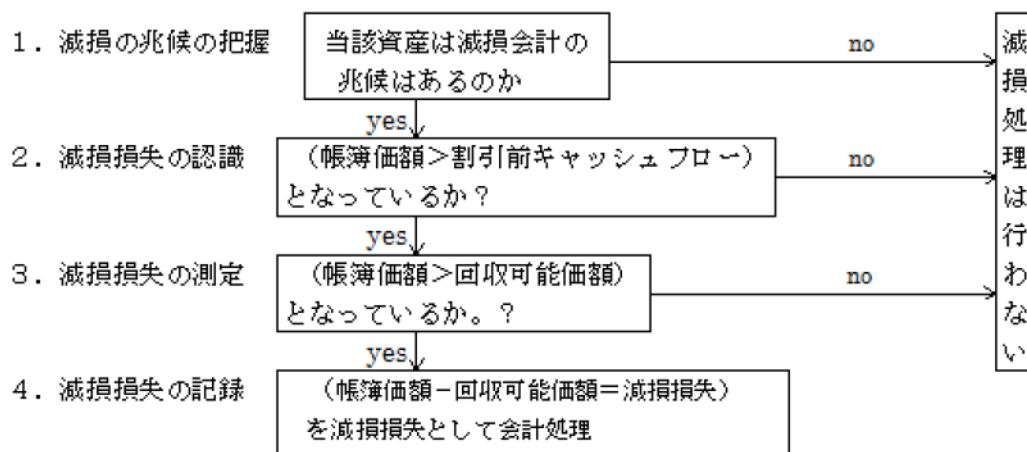 1．減損の兆候の把握
当該資産は減損会計の
兆候はあるのか
no
yes
2．減損損失の認識
（帳簿価額＞割引前キャッシュフロー）
となっているか？
no
yes
3．減損損失の測定
（帳簿価額＞回収可能価額）
となっているか。？
no
yes
4．減損損失の記録
（帳簿価額－回収可能価額＝減損損失）
を減損損失として会計処理
減損処理は行わない